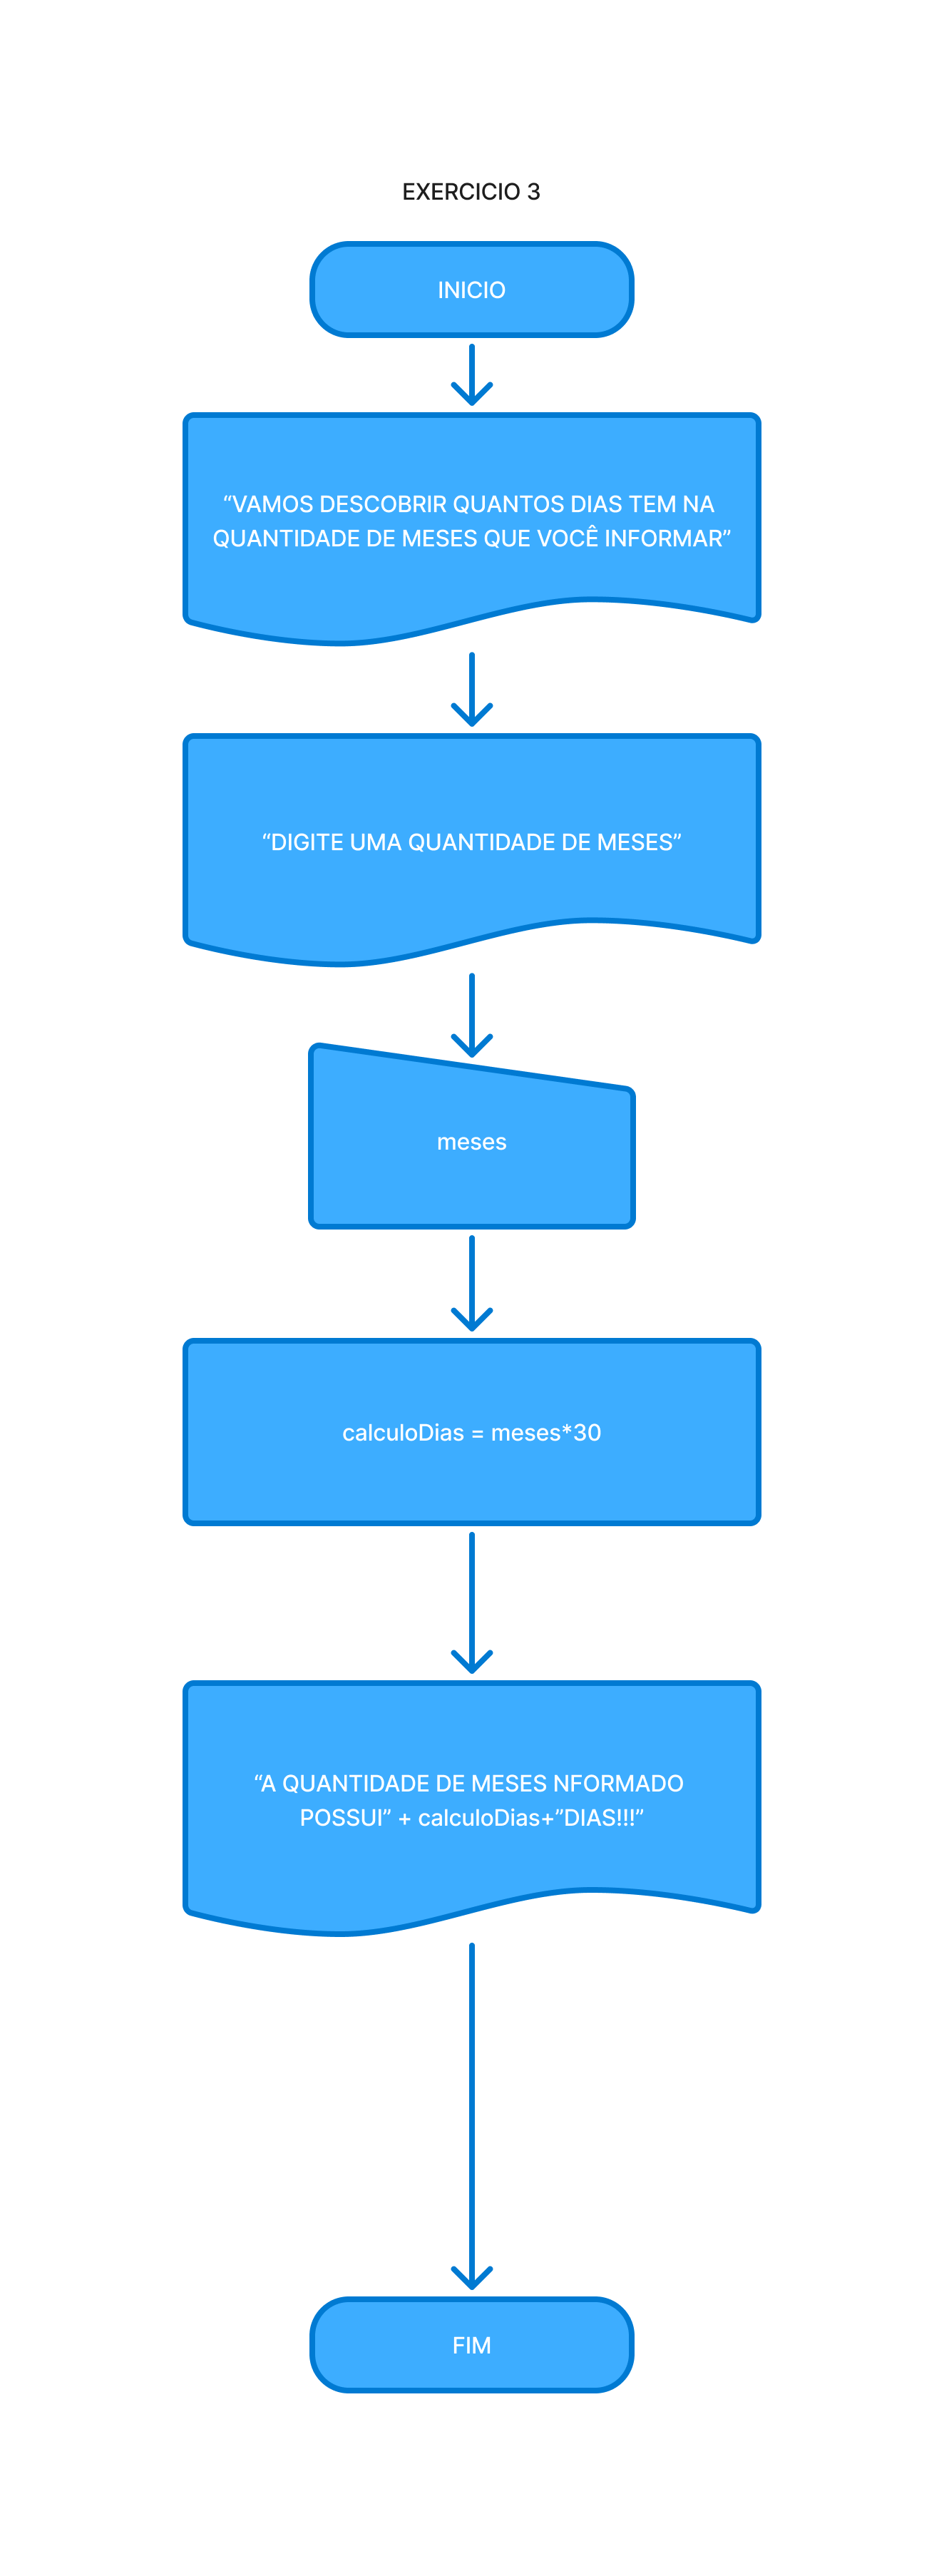 EXERCICIO 3
INICIO
“VAMOS DESCOBRIR QUANTOS DIAS TEM NA
QUANTIDADE DE MESES QUE VOCÊ INFORMAR”
“DIGITE UMA QUANTIDADE DE MESES”
meses
calculoDias = meses*30
“A QUANTIDADE DE MESES NFORMADO
POSSUI” + calculoDias+”DIAS!!!”
FIM